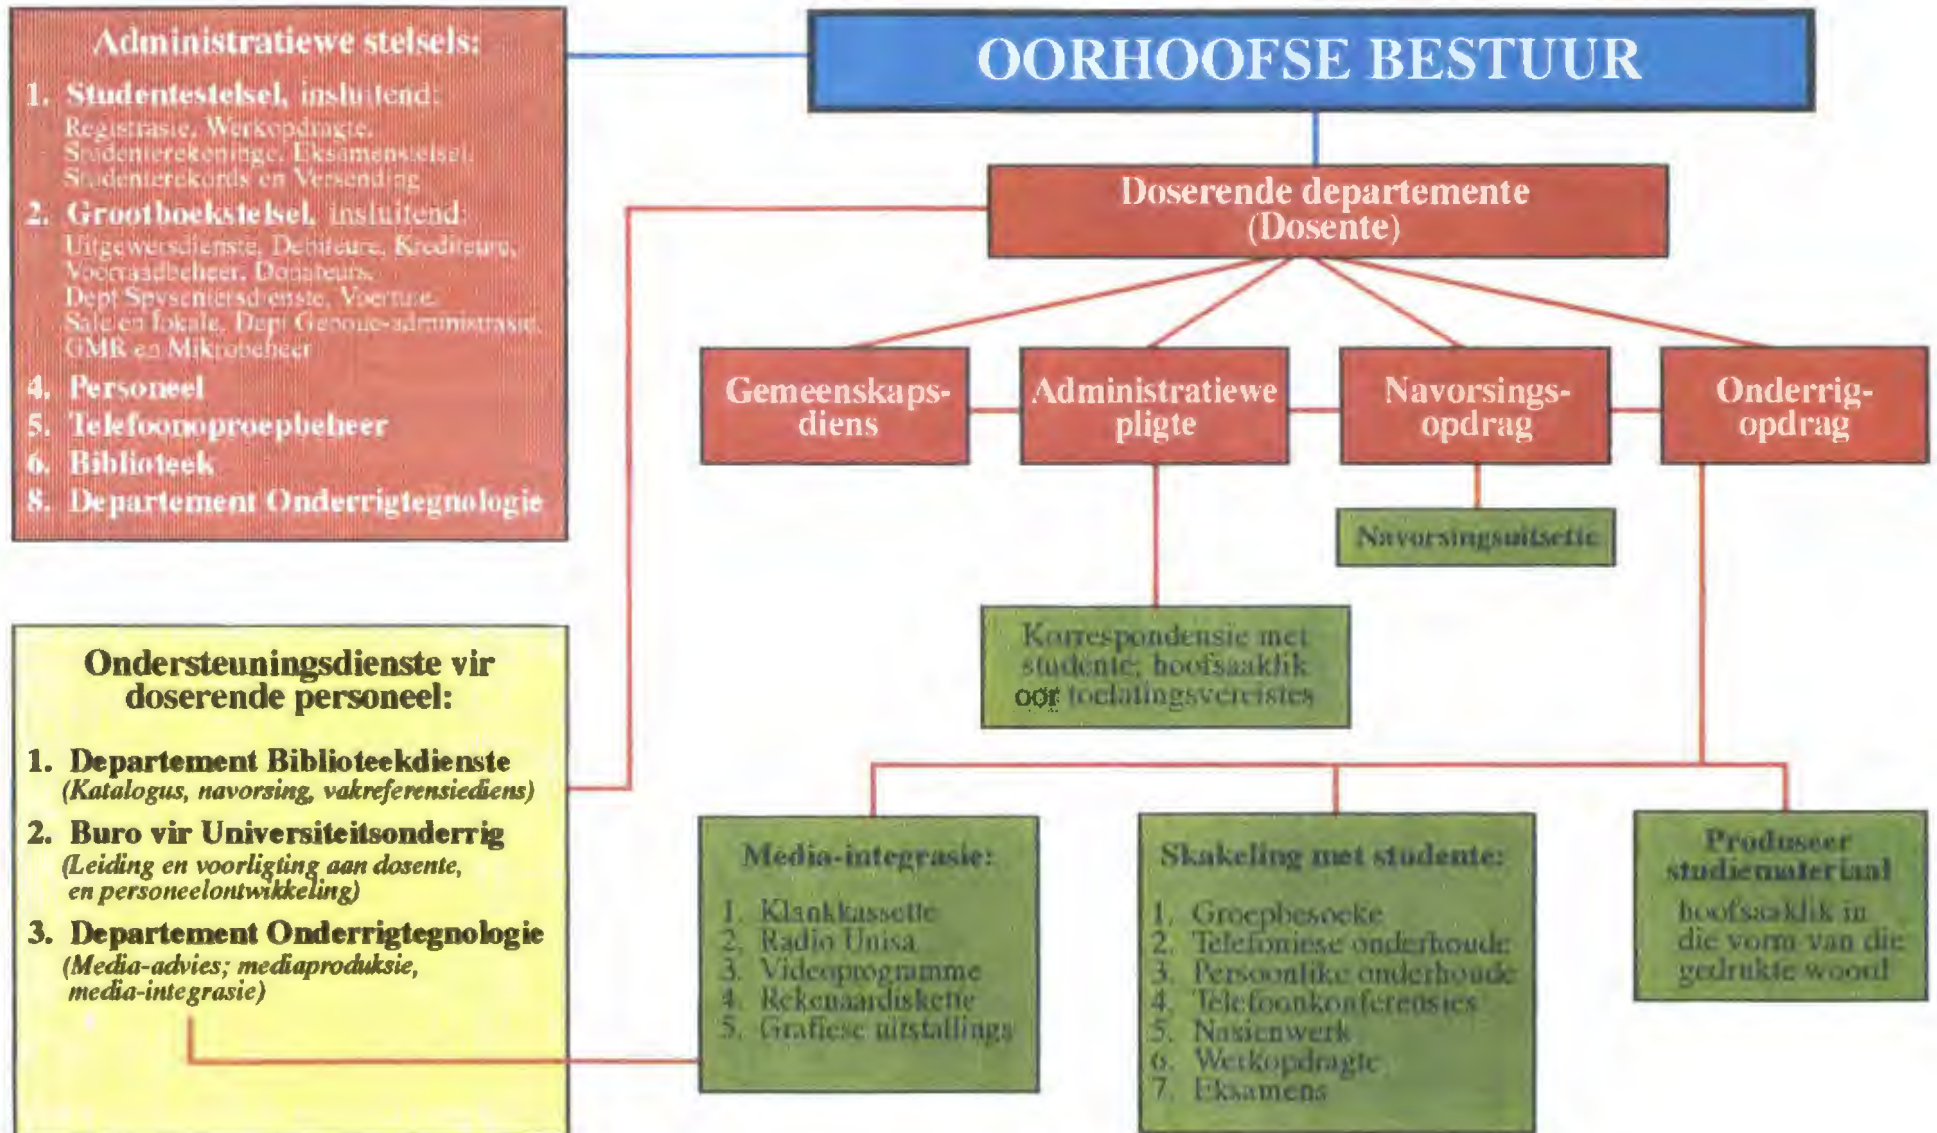 Administratiewe stelsels:
1. Studentestelsel, insluitend:
Registrasie, Werkopdragte,
Studenterekeninge, Eksamenstelsel,
Studenterekords en Versending
2. Grootboekstelsel, insluitend:
Uitgewersdienste, Debiteure, Krediteure,
Voorraadbeheer, Donateurs,
Dept Spyseniersdienste, Voertuie,
Sale en lokale, Dept Geboue-administrasie,
GMR en Mikrobeheer
4. Personeel
5. Telefoonoproepbeheer
6. Biblioteek
8. Departement Onderrigtegnologie
OORHOOFSE BESTUUR
Doserende departemente
(Dosente)
Gemeenskaps-
diens
Administratiewe
pligte
Navorsings-
opdrag
Onderrig-
opdrag
Navorsingsuitsette
Korrespondensie met
studente; hoofsaaklik
oor toelatingsvereistes
Ondersteuningsdienste vir
doserende personeel:
1. Departement Biblioteekdienste
(Katalogus, navorsing, vakreferensiediens)
2. Buro vir Universiteitsonderrig
(Leiding en voorligting aan dosente,
en personeelontwikkeling)
3. Departement Onderrigtegnologie
(Media-advies; mediaproduksie,
media-integrasie)
Media-integrasie:
1. Klankkassette
2. Radio Unisa
3. Videoprogramme
4. Rekenaardiskette
5. Grafiese uitstallings
Skakeling met studente:
1. Groepbesoeke
2. Telefoniese onderhoude
3. Persoonlike onderhoude
4. Telefoonkonferensies
5. Nasienwerk
6. Werkopdragte
7. Eksamens
Produseer
studiemateriaal
hoofsaaklik in
die vorm van die
gedrukte woord